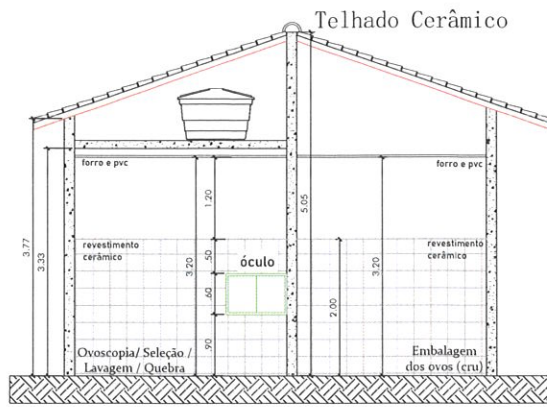 Telhado Cerâmico
forro e pvc
forro e pvc
1.20
5.05
3.77
3.33
3.20
3.20
revestimento
cerâmico
revestimento
cerâmico
.50
óculo
.60
2.00
.90
Ovoscopia/ Seleção /
Lavagem / Quebra
Embalagem
dos ovos (cru)